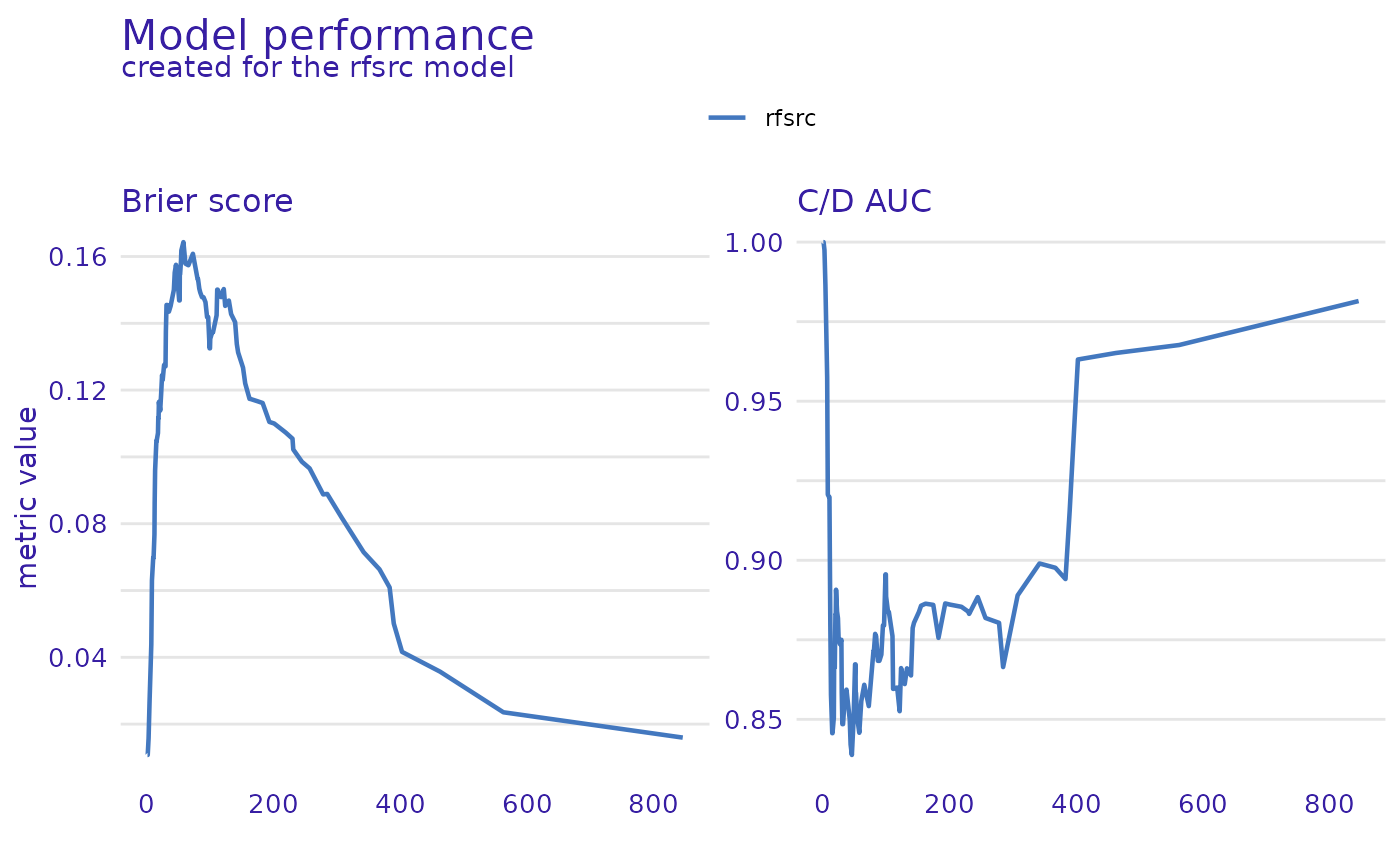 Model performance
created for the rfsrc model
rfsrc
Brier score
C/D AUC
metric value
0.16
0.12
0.08
0.04
0 200 400 600 800
1.00
0.95
0.90
0.85
0 200 400 600 800